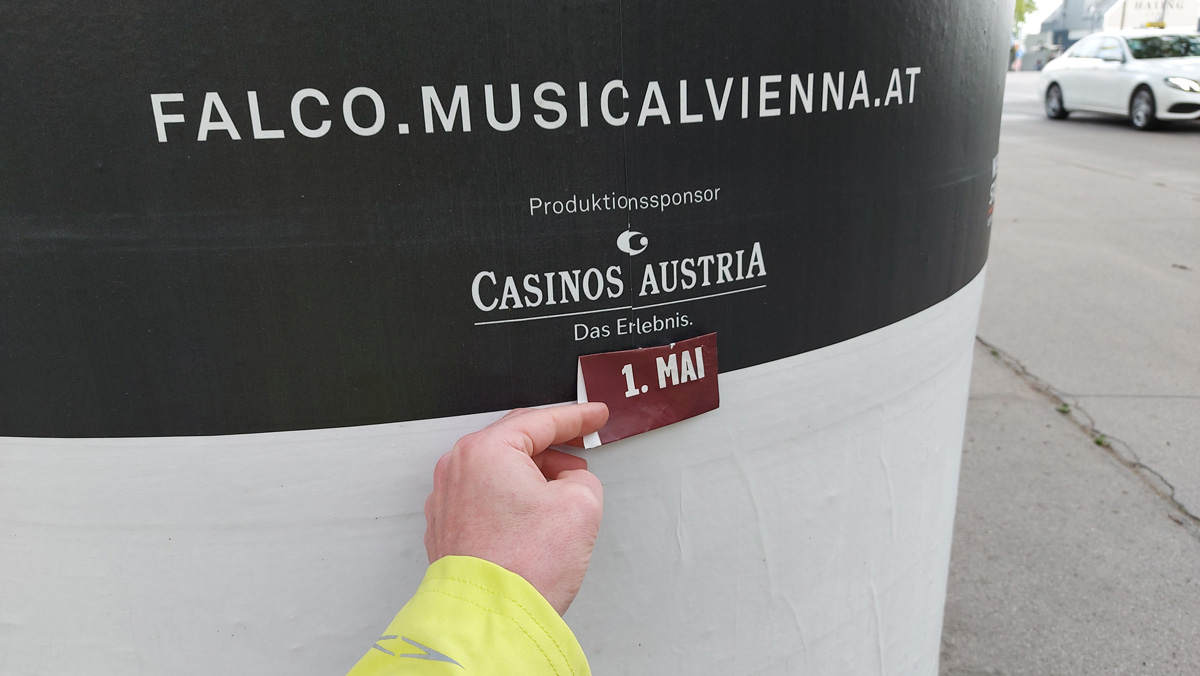 FALCO.MUSICALVIENNA.AT
Produktionssponsor
CASINOS AUSTRIA
Das Erlebnis.
1. MAI